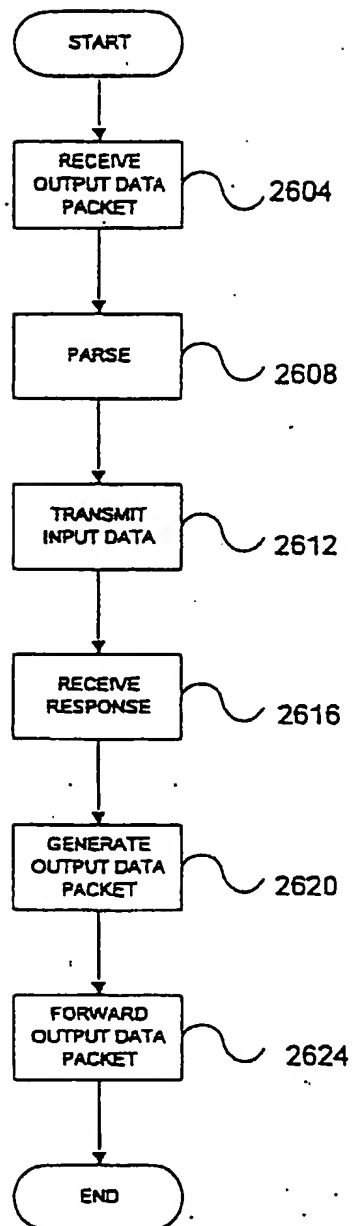 START
RECEIVE
OUTPUT DATA
PACKET
2604
PARSE
2608
TRANSMIT
INPUT DATA
2612
RECEIVE
RESPONSE
2616
GENERATE
OUTPUT DATA
PACKET
2620
FORWARD
OUTPUT DATA
PACKET
2624
END